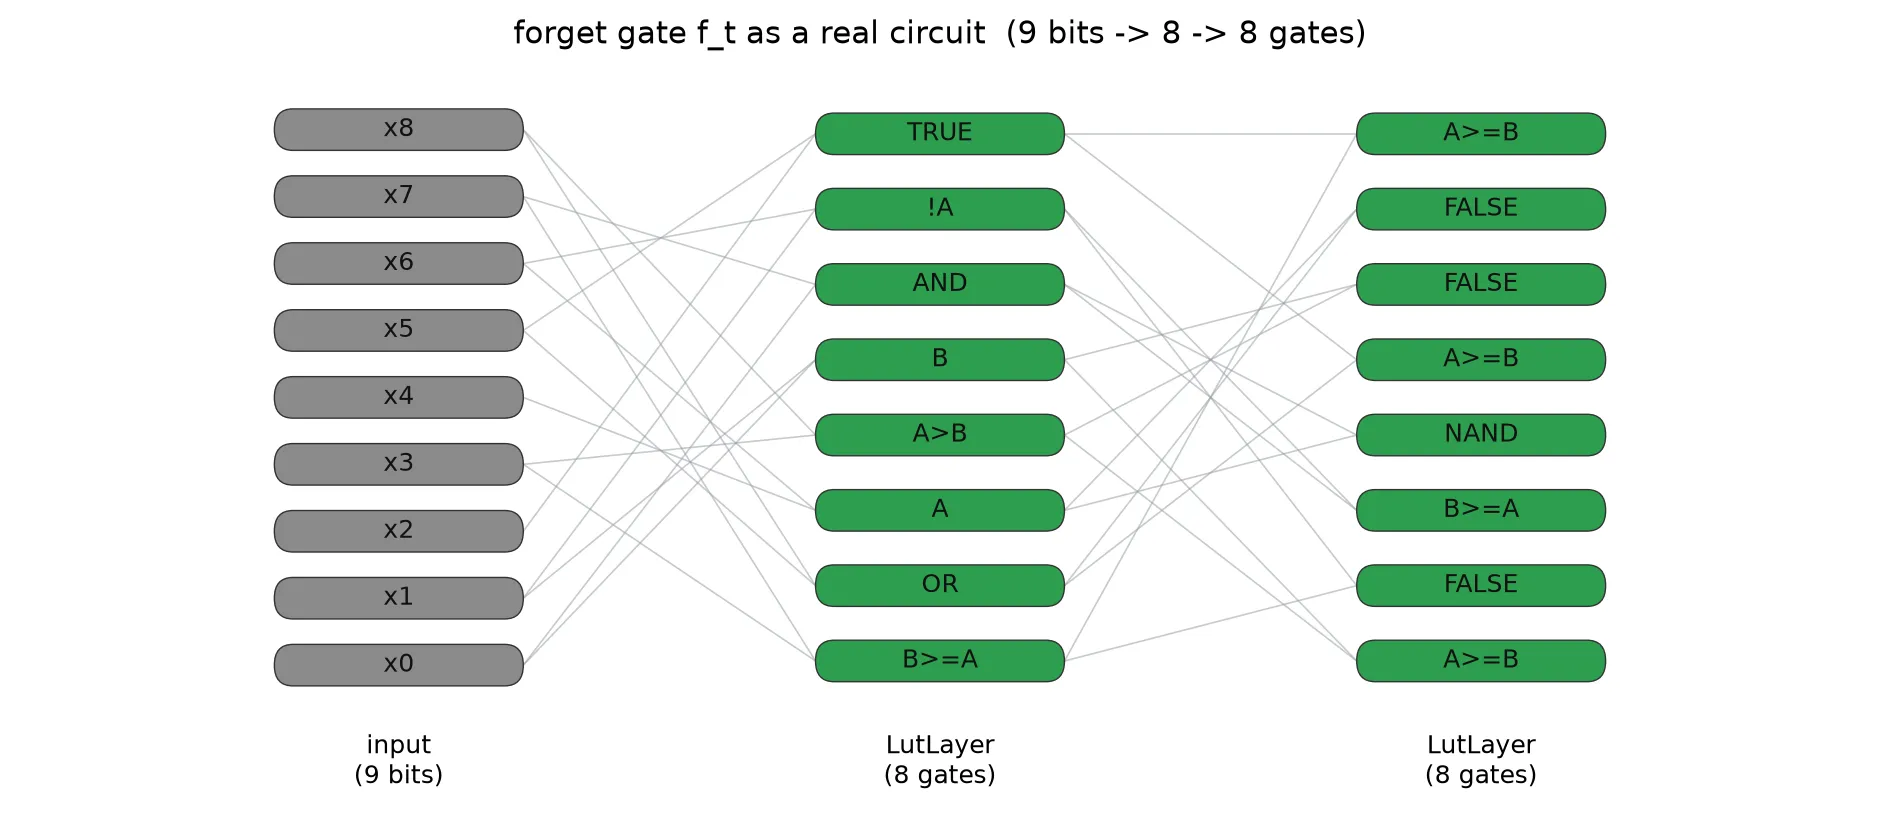 forget gate f_t as a real circuit  (9 bits -> 8 -> 8 gates)
x8
x7
x6
x5
x4
x3
x2
x1
x0
input
(9 bits)
TRUE
!A
AND
B
A>B
A
OR
B>=A
LutLayer
(8 gates)
A>=B
FALSE
FALSE
A>=B
NAND
B>=A
FALSE
A>=B
LutLayer
(8 gates)